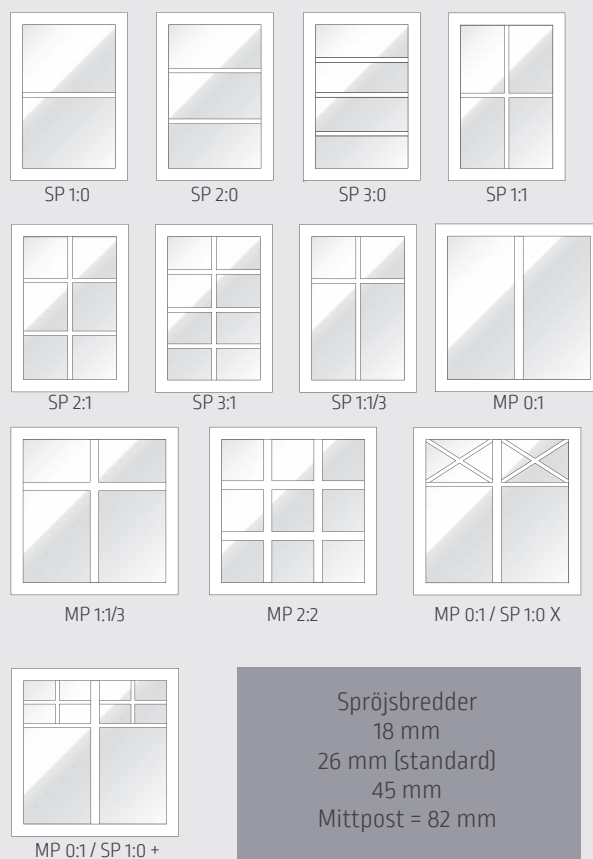 SP 1:0
SP 2:0
SP 3:0
SP 1:1
SP 2:1
SP 3:1
SP 1:1/3
MP 0:1
MP 1:1/3
MP 2:2
MP 0:1 / SP 1:0 X
MP 0:1 / SP 1:0 +
Spröjsbredder
18 mm
26 mm (standard)
45 mm
Mittpost = 82 mm